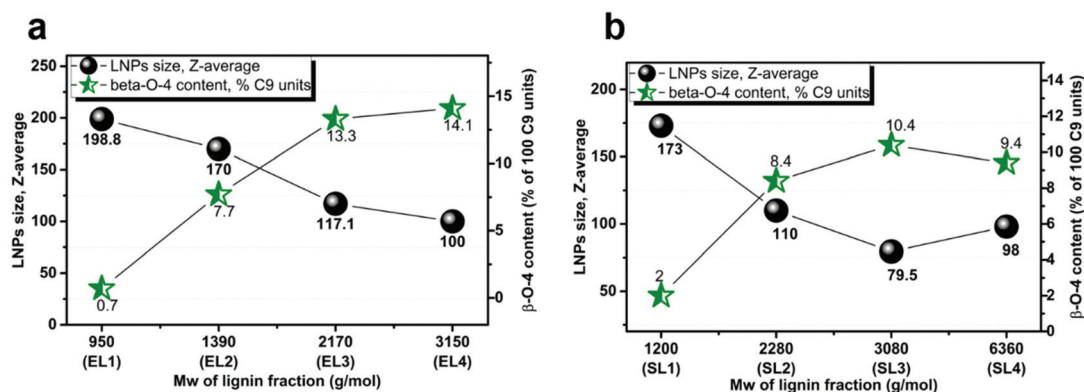 a
LNPs size, Z-average
beta-O-4 content, % C9 units
250
200
150
100
50
0
LNPs size, Z-average
198.8
170
117.1
100
0.7
7.7
13.3
14.1
15
10
5
0
β-O-4 content (% of 100 C9 units)
950 1390 2170 3150
(EL1) (EL2) (EL3) (EL4)
Mw of lignin fraction (g/mol)
b
LNPs size, Z-average
beta-O-4 content, % C9 units
200
150
100
50
LNPs size, Z-average
173
110
79.5
98
2
8.4
10.4
9.4
14
12
10
8
6
4
2
0
β-O-4 content (% of 100 C9 units)
1200 2280 3080 6360
(SL1) (SL2) (SL3) (SL4)
Mw of lignin fraction (g/mol)